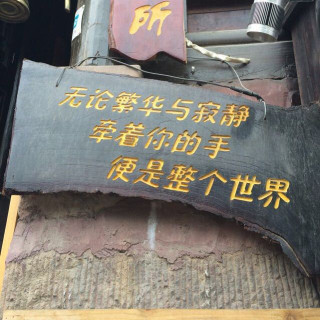 所
无论繁华与寂静
牵着你的手
便是整个世界